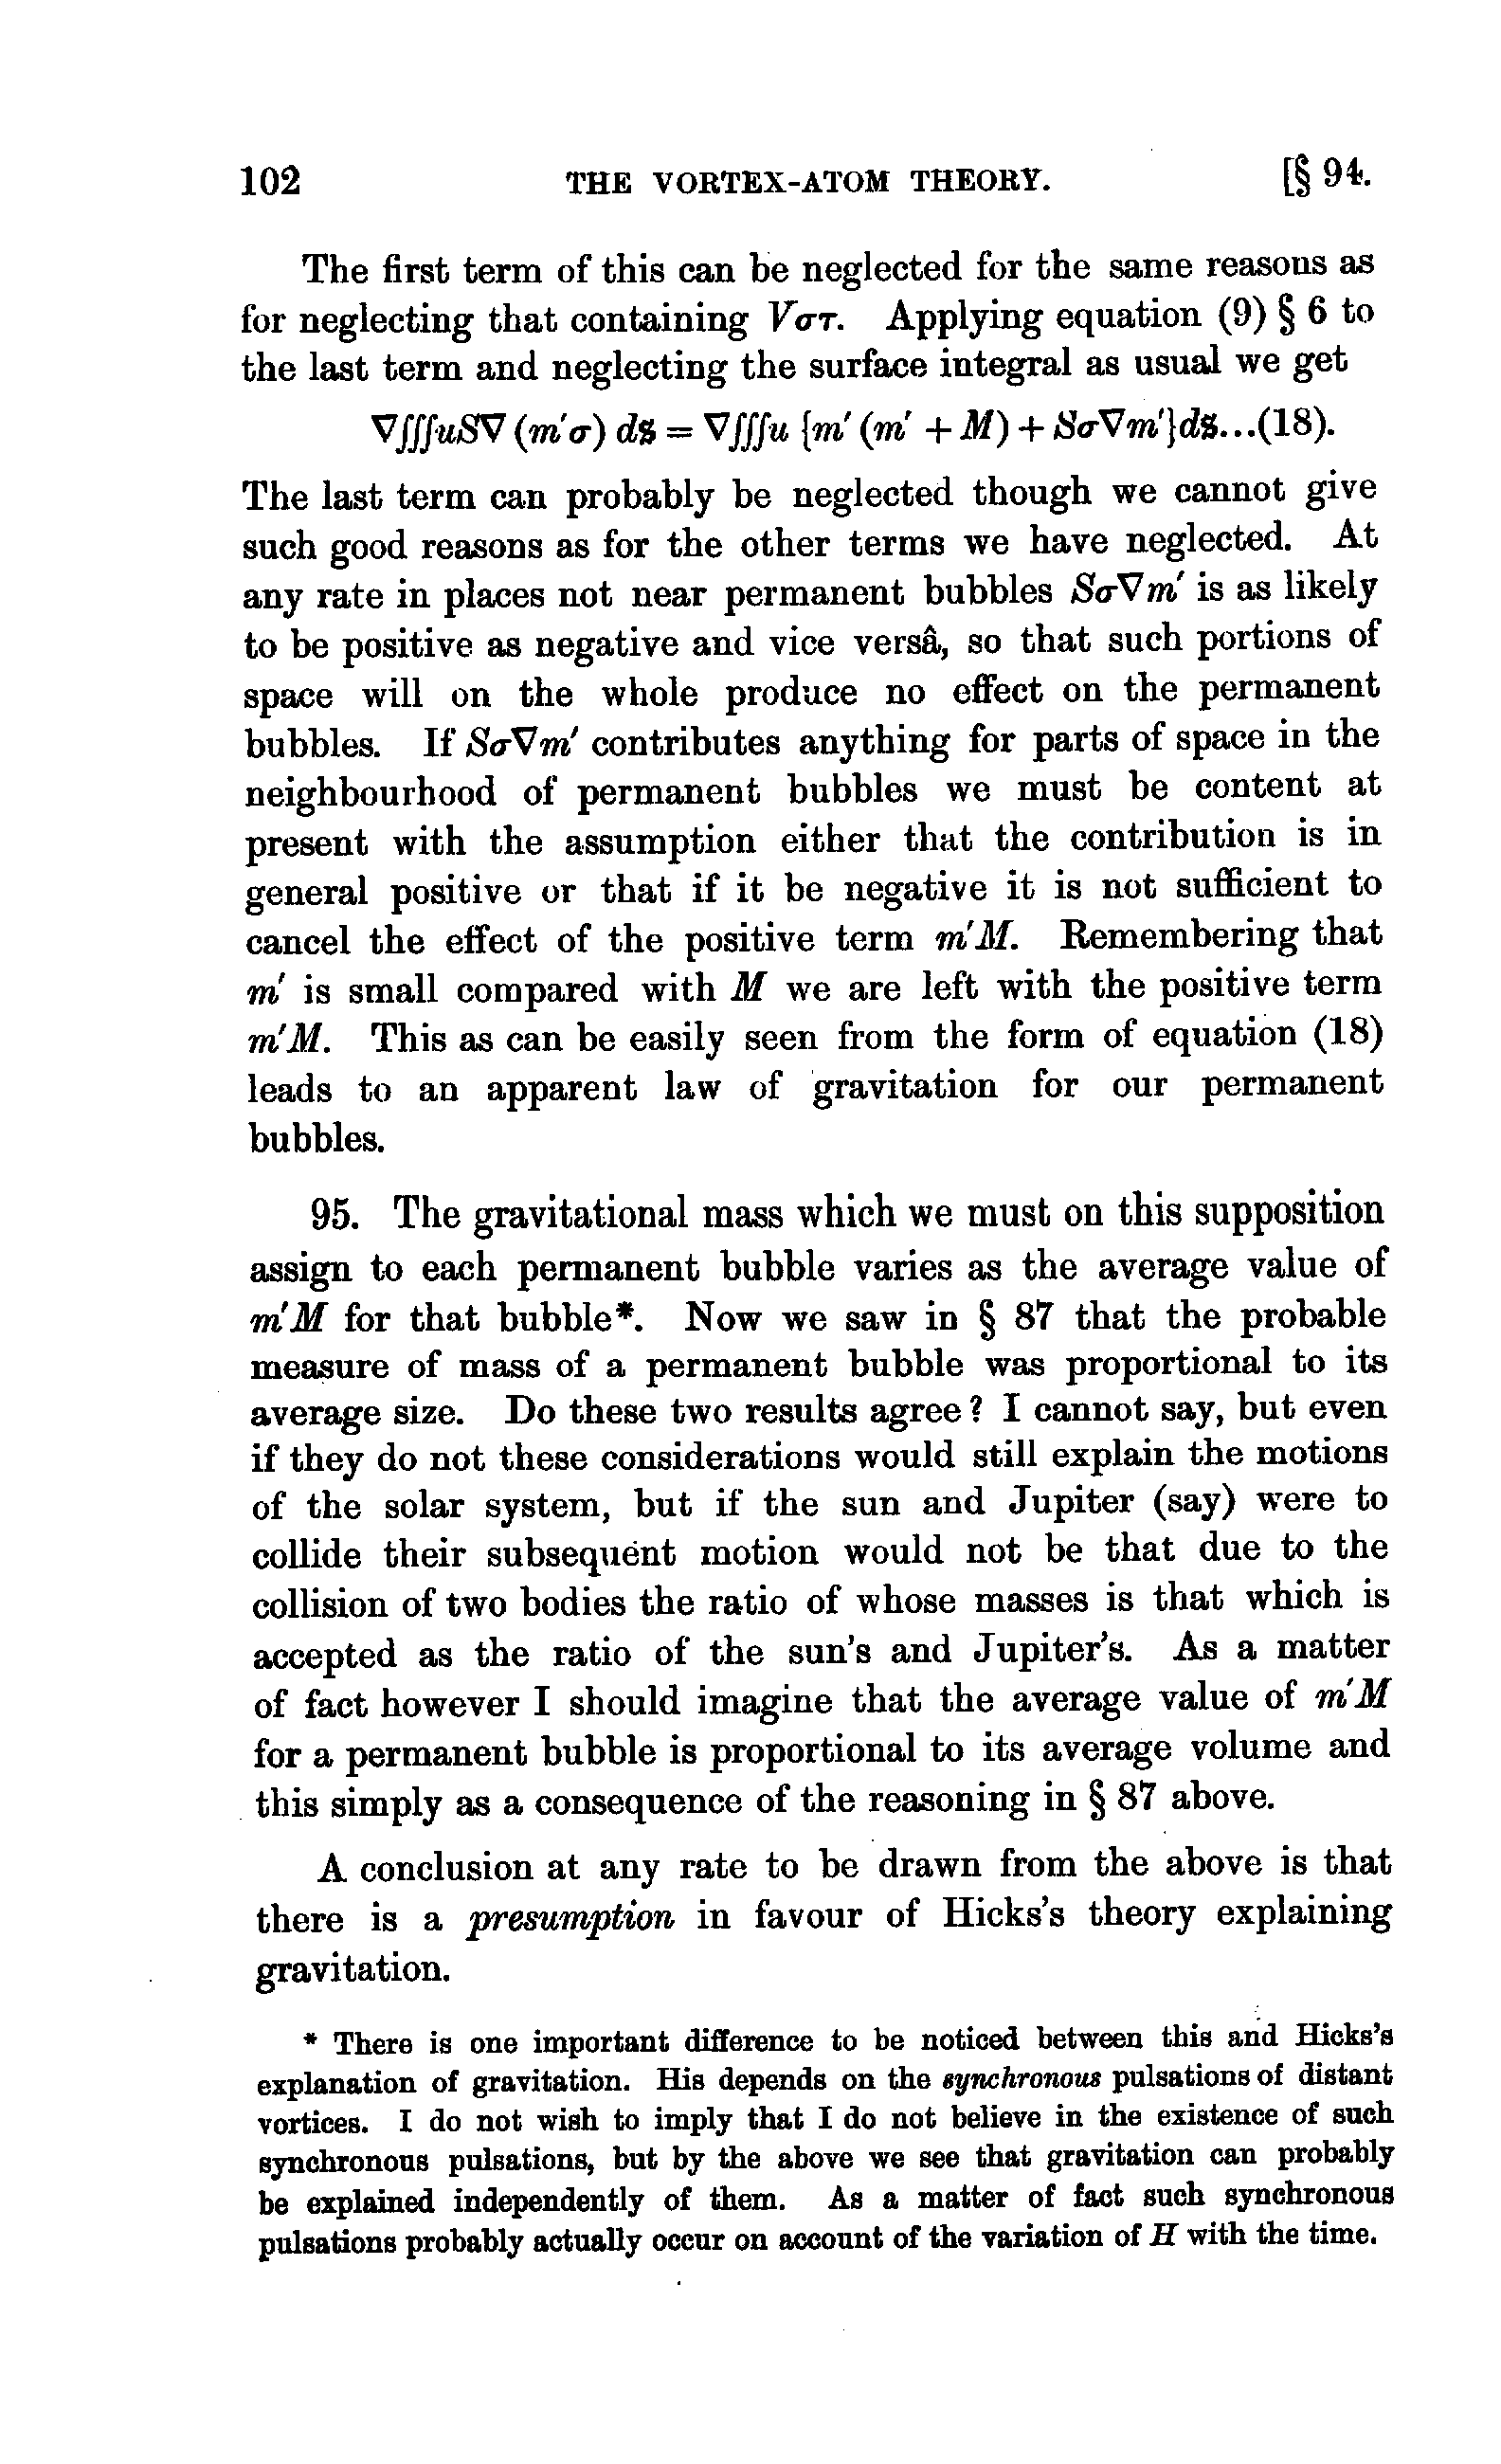 102 THE VORTEX-ATOM THEORY. [§ 94.
The first term of this can be neglected for the same reasons as
for neglecting that containing Vστ. Applying equation (9) § 6 to
the last term and neglecting the surface integral as usual we get
∇∭uS∇ (m′σ) ds = ∇∭u {m′ (m′ + M) + Sσ∇m′}ds...(18).
The last term can probably be neglected though we cannot give
such good reasons as for the other terms we have neglected. At
any rate in places not near permanent bubbles Sσ∇m′ is as likely
to be positive as negative and vice versâ, so that such portions of
space will on the whole produce no effect on the permanent
bubbles. If Sσ∇m′ contributes anything for parts of space in the
neighbourhood of permanent bubbles we must be content at
present with the assumption either that the contribution is in
general positive or that if it be negative it is not sufficient to
cancel the effect of the positive term m′M. Remembering that
m′ is small compared with M we are left with the positive term
m′M. This as can be easily seen from the form of equation (18)
leads to an apparent law of gravitation for our permanent
bubbles.
95. The gravitational mass which we must on this supposition
assign to each permanent bubble varies as the average value of
m′M for that bubble*. Now we saw in § 87 that the probable
measure of mass of a permanent bubble was proportional to its
average size. Do these two results agree? I cannot say, but even
if they do not these considerations would still explain the motions
of the solar system, but if the sun and Jupiter (say) were to
collide their subsequent motion would not be that due to the
collision of two bodies the ratio of whose masses is that which is
accepted as the ratio of the sun's and Jupiter's. As a matter
of fact however I should imagine that the average value of m′M
for a permanent bubble is proportional to its average volume and
this simply as a consequence of the reasoning in § 87 above.
A conclusion at any rate to be drawn from the above is that
there is a presumption in favour of Hicks's theory explaining
gravitation.
* There is one important difference to be noticed between this and Hicks's
explanation of gravitation. His depends on the synchronous pulsations of distant
vortices. I do not wish to imply that I do not believe in the existence of such
synchronous pulsations, but by the above we see that gravitation can probably
be explained independently of them. As a matter of fact such synchronous
pulsations probably actually occur on account of the variation of H with the time.